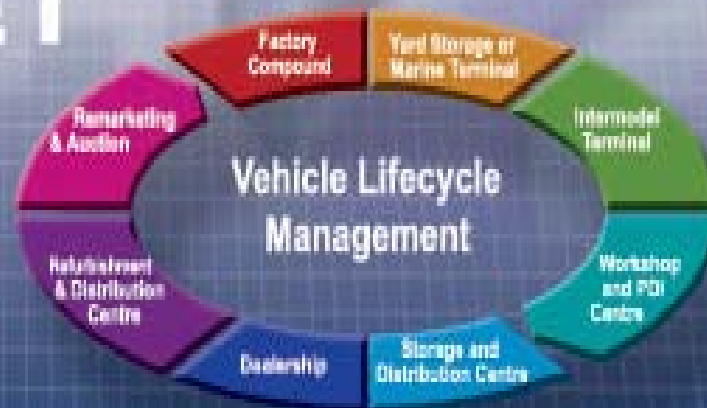 Factory
Compound
Yard Storage or
Marine Terminal
Intermodel
Terminal
Workshop
and PDI
Centre
Storage and
Distribution Centre
Dealership
Refurbishment
& Distribution
Centre
Remarketing
& Auction
Vehicle Lifecycle
Management